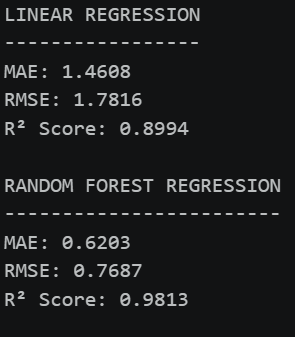 LINEAR REGRESSION
-----------------
MAE: 1.4608
RMSE: 1.7816
R² Score: 0.8994

RANDOM FOREST REGRESSION
------------------------
MAE: 0.6203
RMSE: 0.7687
R² Score: 0.9813